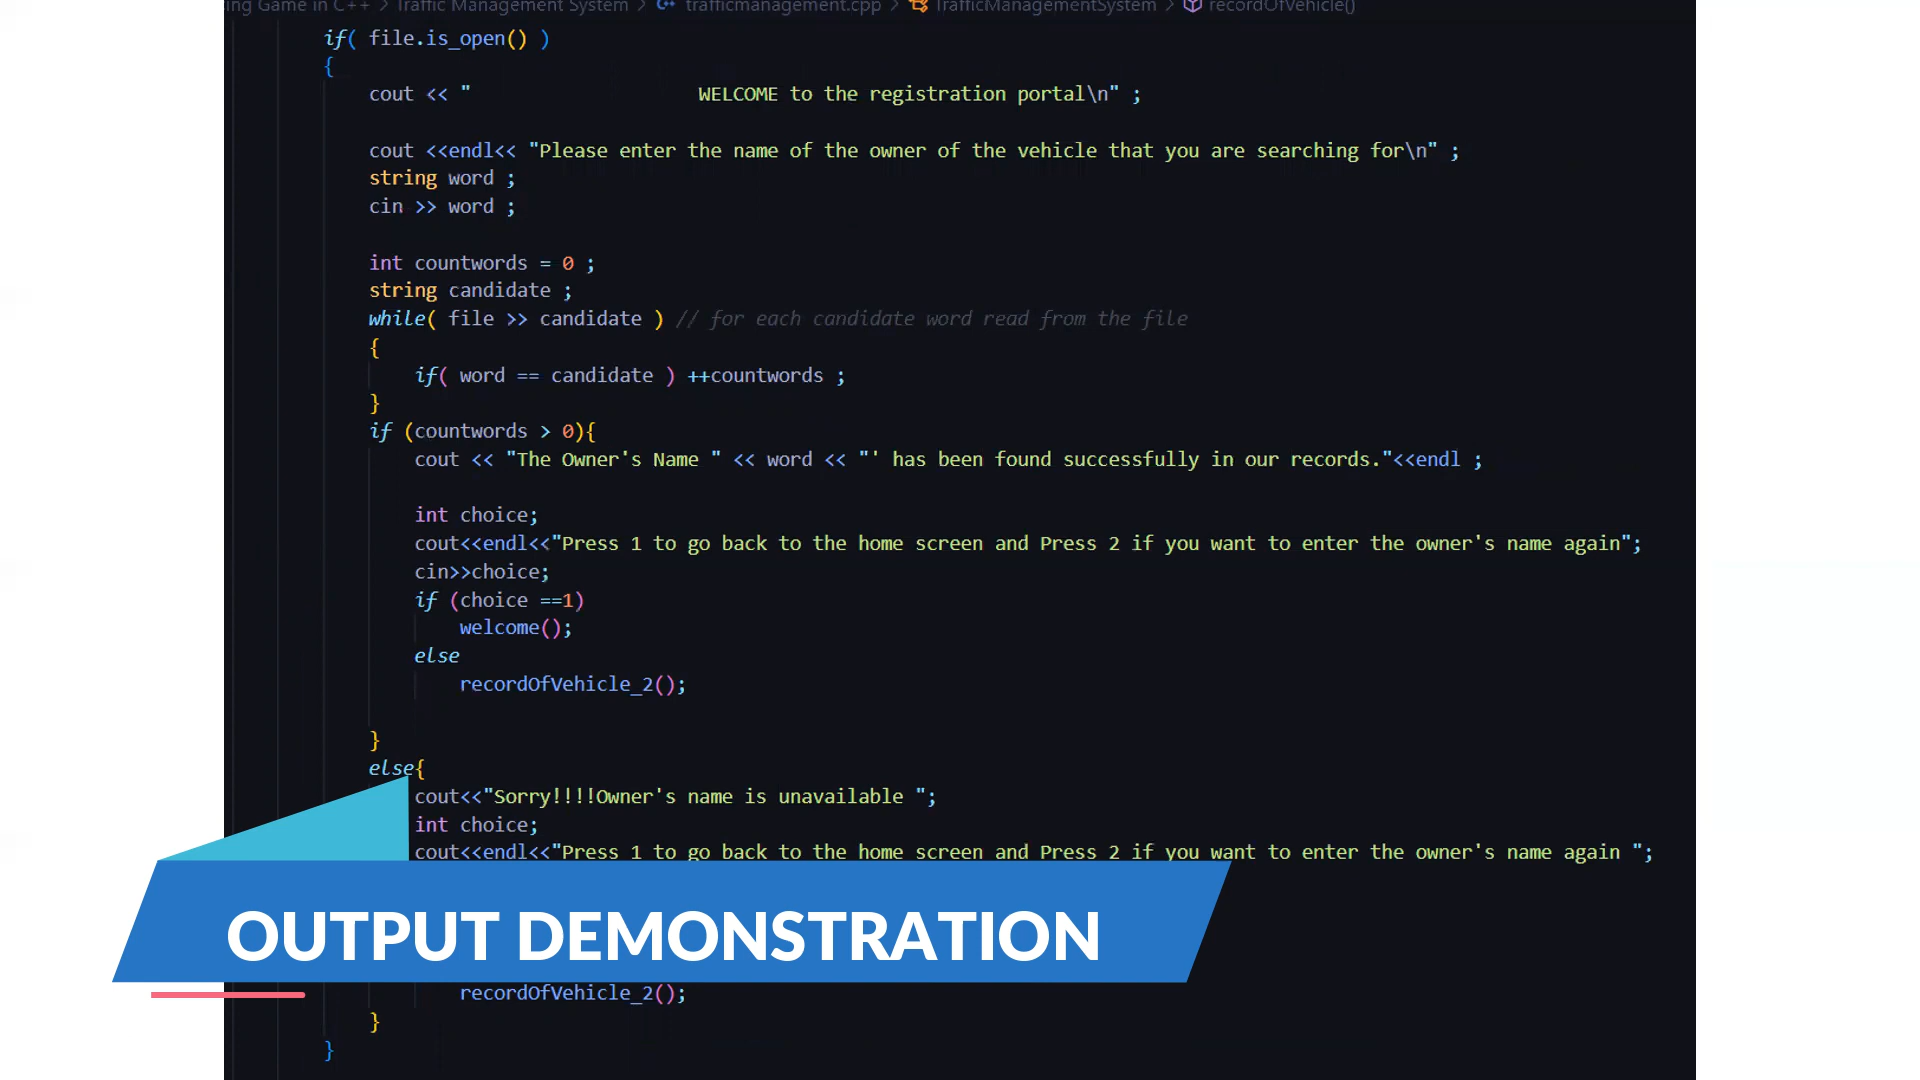 ing Game in C++ > Traffic Management System > trafficmanagement.cpp > TrafficManagementSystem > recordOfVehicle()
if( file.is_open() )
{
cout << "                    WELCOME to the registration portal\n" ;
cout <<endl<< "Please enter the name of the owner of the vehicle that you are searching for\n" ;
string word ;
cin >> word ;
int countwords = 0 ;
string candidate ;
while( file >> candidate ) // for each candidate word read from the file
{
if( word == candidate ) ++countwords ;
}
if (countwords > 0){
cout << "The Owner's Name " << word << "' has been found successfully in our records."<<endl ;
int choice;
cout<<endl<<"Press 1 to go back to the home screen and Press 2 if you want to enter the owner's name again";
cin>>choice;
if (choice ==1)
welcome();
else
recordOfVehicle_2();
}
else{
cout<<"Sorry!!!!Owner's name is unavailable ";
int choice;
cout<<endl<<"Press 1 to go back to the home screen and Press 2 if you want to enter the owner's name again ";
OUTPUT DEMONSTRATION
recordOfVehicle_2();
}
}